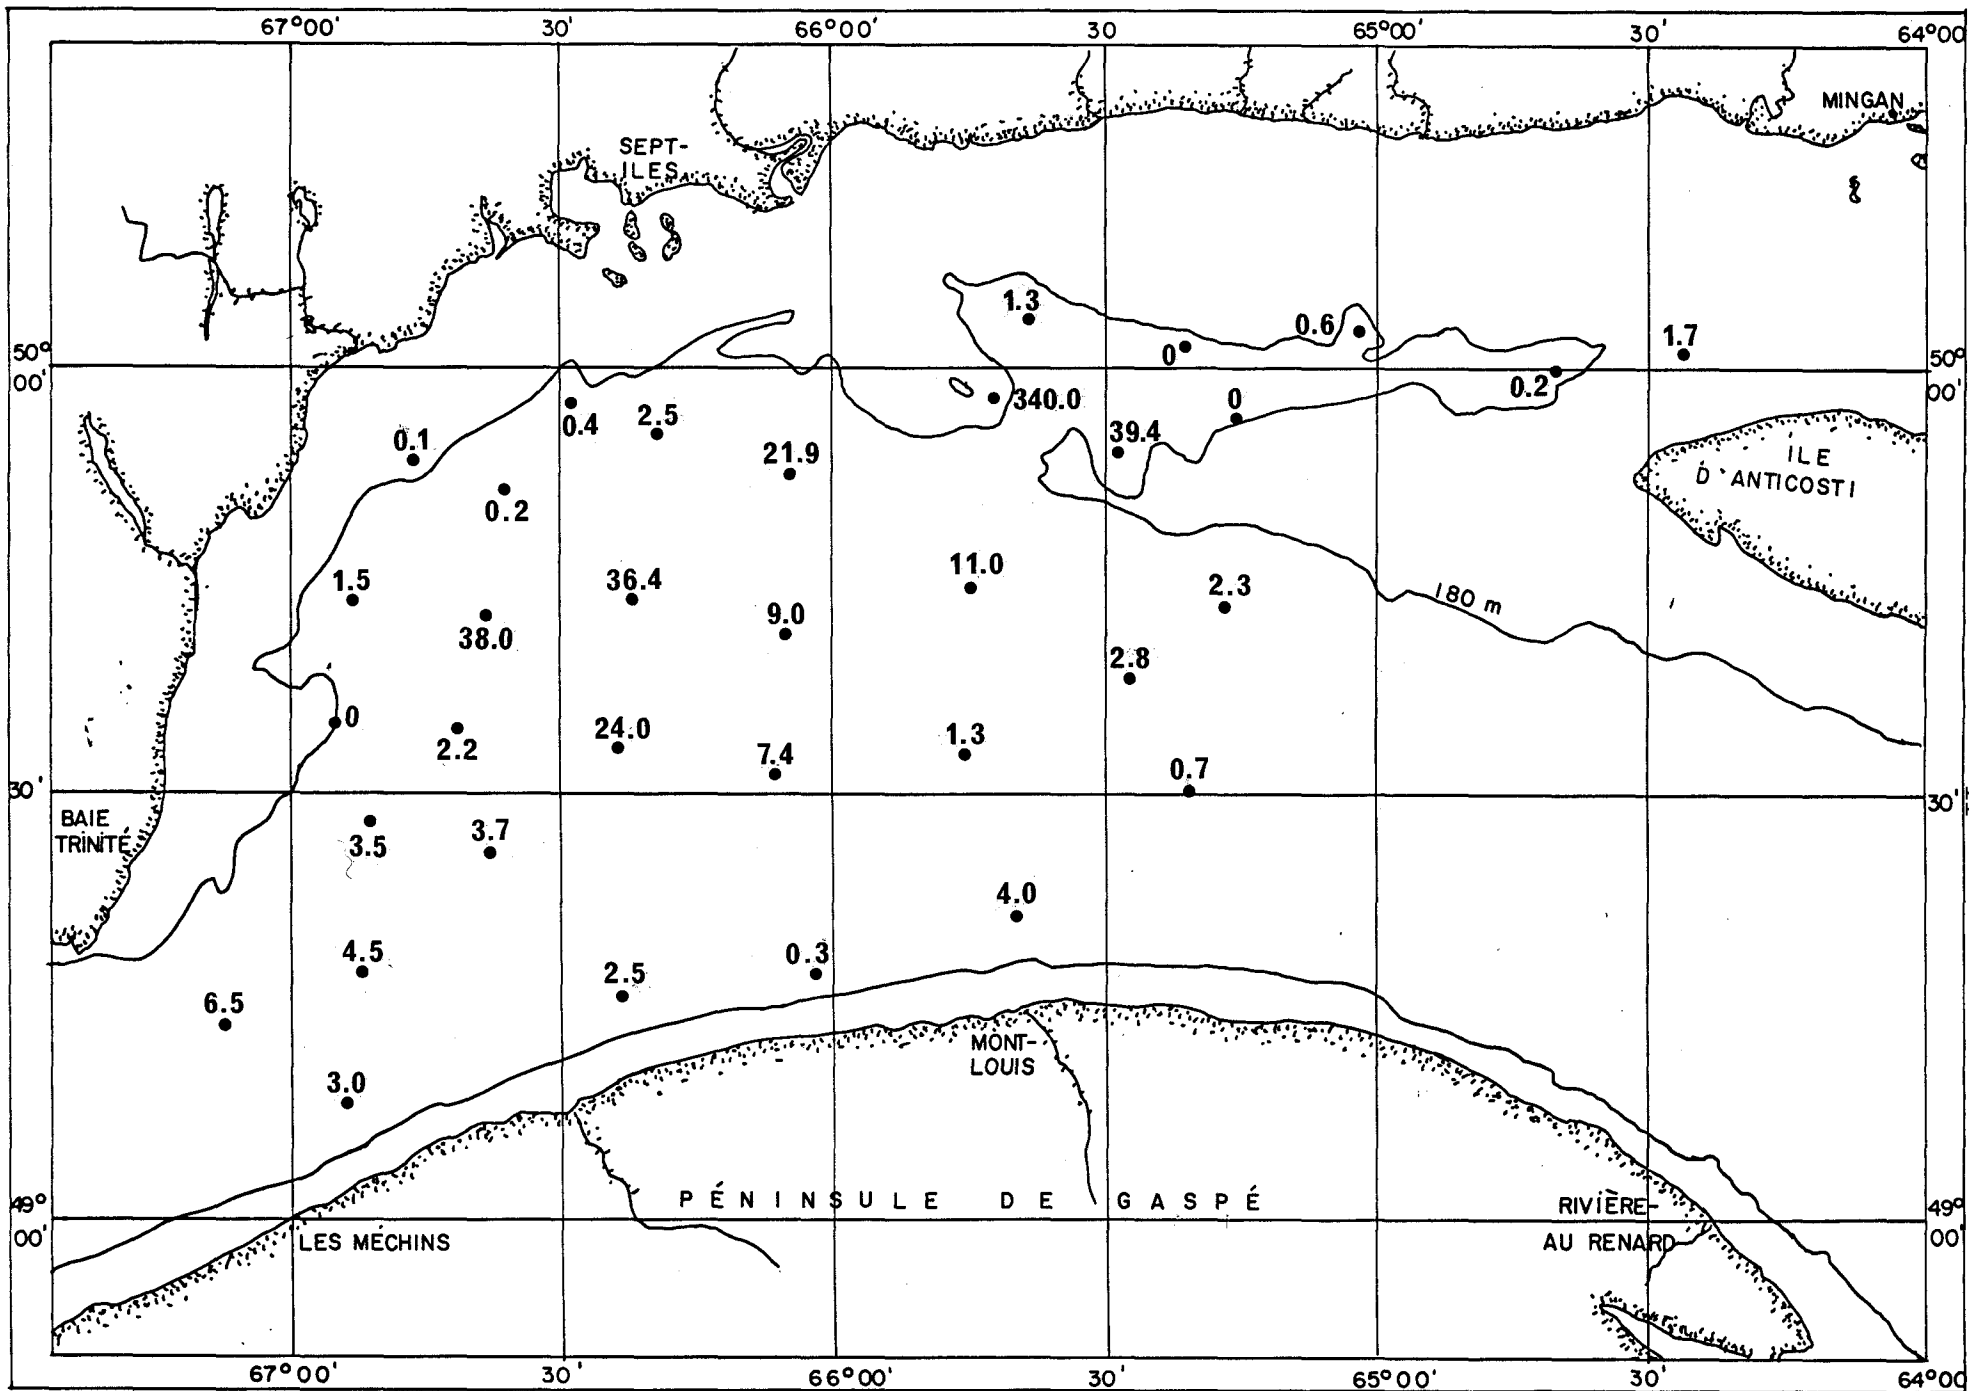 67°00' 30' 66°00' 30' 65°00' 30' 64°00'
MINGAN
SEPT-
ILES
1.3
0.6
0
1.7
50°
00'
50°
00'
0.2
340.0
0
0.4
2.5
39.4
0.1
21.9
ILE
D'ANTICOSTI
0.2
1.5
36.4
11.0
2.3
180 m
38.0
9.0
2.8
0
2.2
24.0
7.4
1.3
0.7
30'
30'
BAIE
TRINITÉ
3.5
3.7
4.0
4.5
2.5
0.3
6.5
MONT-
LOUIS
3.0
49°
00'
PÉNINSULE DE GASPÉ
RIVIÈRE-
AU RENARD
49°
00'
LES MÉCHINS
67°00' 30' 66°00' 30' 65°00' 30' 64°00'